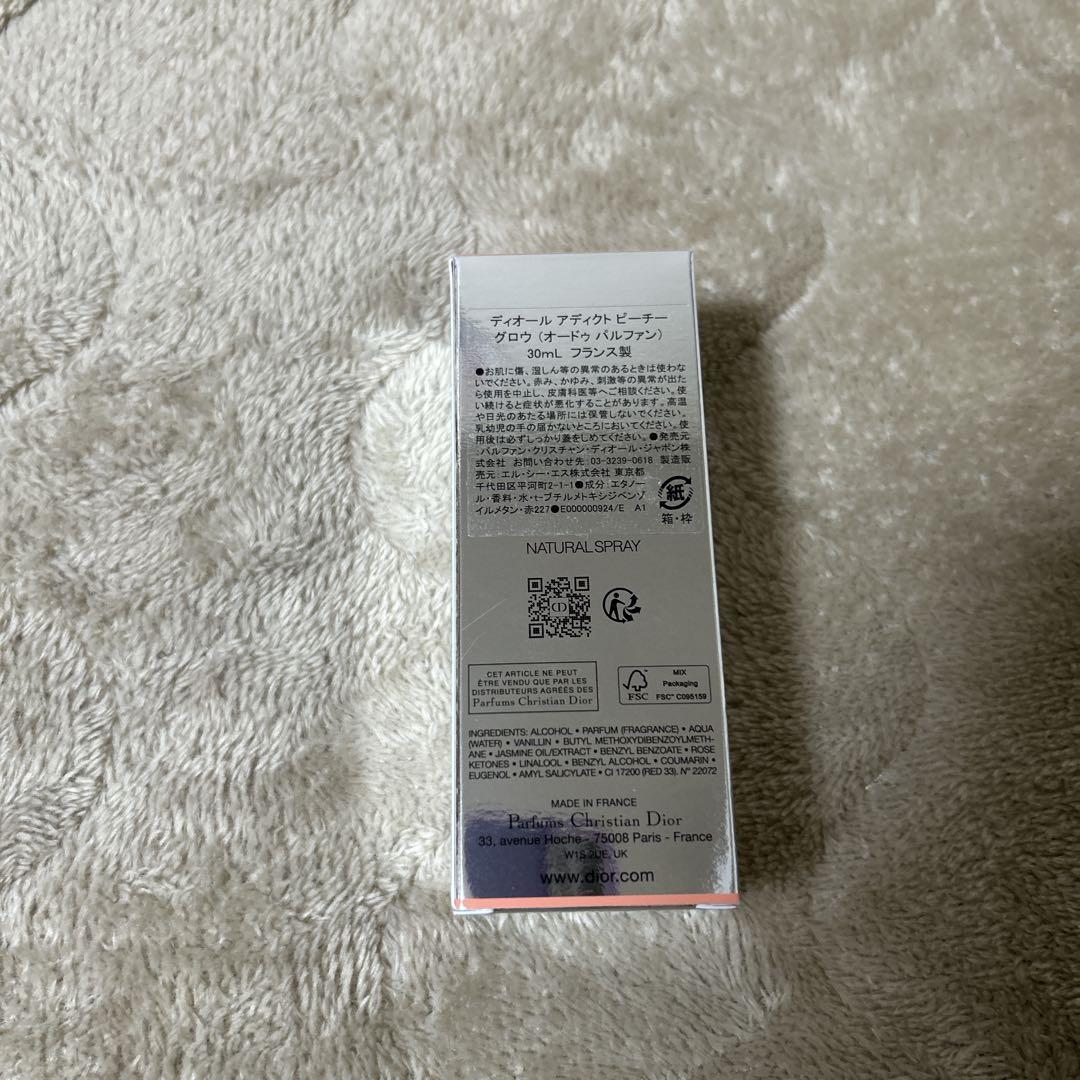 ディオール アディクト ピーチー
グロウ (オードゥ パルファン)
30mL フランス製
●お肌に傷、湿しん等の異常のあるときは使わな
いでください。赤み、かゆみ、刺激等の異常が出た
ら使用を中止し、皮膚科医等へご相談ください。使
い続けると症状が悪化することがあります。高温
や日光のあたる場所には保管しないでください。
乳幼児の手の届かないところにおいてください。使
用後は必ずしっかり蓋をしめてください。●発売元
:パルファン・クリスチャン・ディオール・ジャポン株
式会社 お問い合わせ先:03-3239-0618 製造販
売元:エル・シー・エス株式会社 東京都
千代田区平河町2-1-1●成分:エタノー
ル・香料・水・t-ブチルメトキシジベンゾ
イルメタン・赤227●E000000924/E A1
紙
箱・枠
NATURAL SPRAY
CD
CET ARTICLE NE PEUT
ÊTRE VENDU QUE PAR LES
DISTRIBUTEURS AGRÉÉS DES
Parfums Christian Dior
FSC
MIX
Packaging
FSC™ C095159
INGREDIENTS: ALCOHOL • PARFUM (FRAGRANCE) • AQUA
(WATER) • VANILLIN • BUTYL METHOXYDIBENZOYLMETH-
ANE • JASMINE OIL/EXTRACT • BENZYL BENZOATE • ROSE
KETONES • LINALOOL • BENZYL ALCOHOL • COUMARIN •
EUGENOL • AMYL SALICYLATE • CI 17200 (RED 33). N° 22072
MADE IN FRANCE
Parfums Christian Dior
33, avenue Hoche - 75008 Paris - France
W1S 2UE, UK
www.dior.com